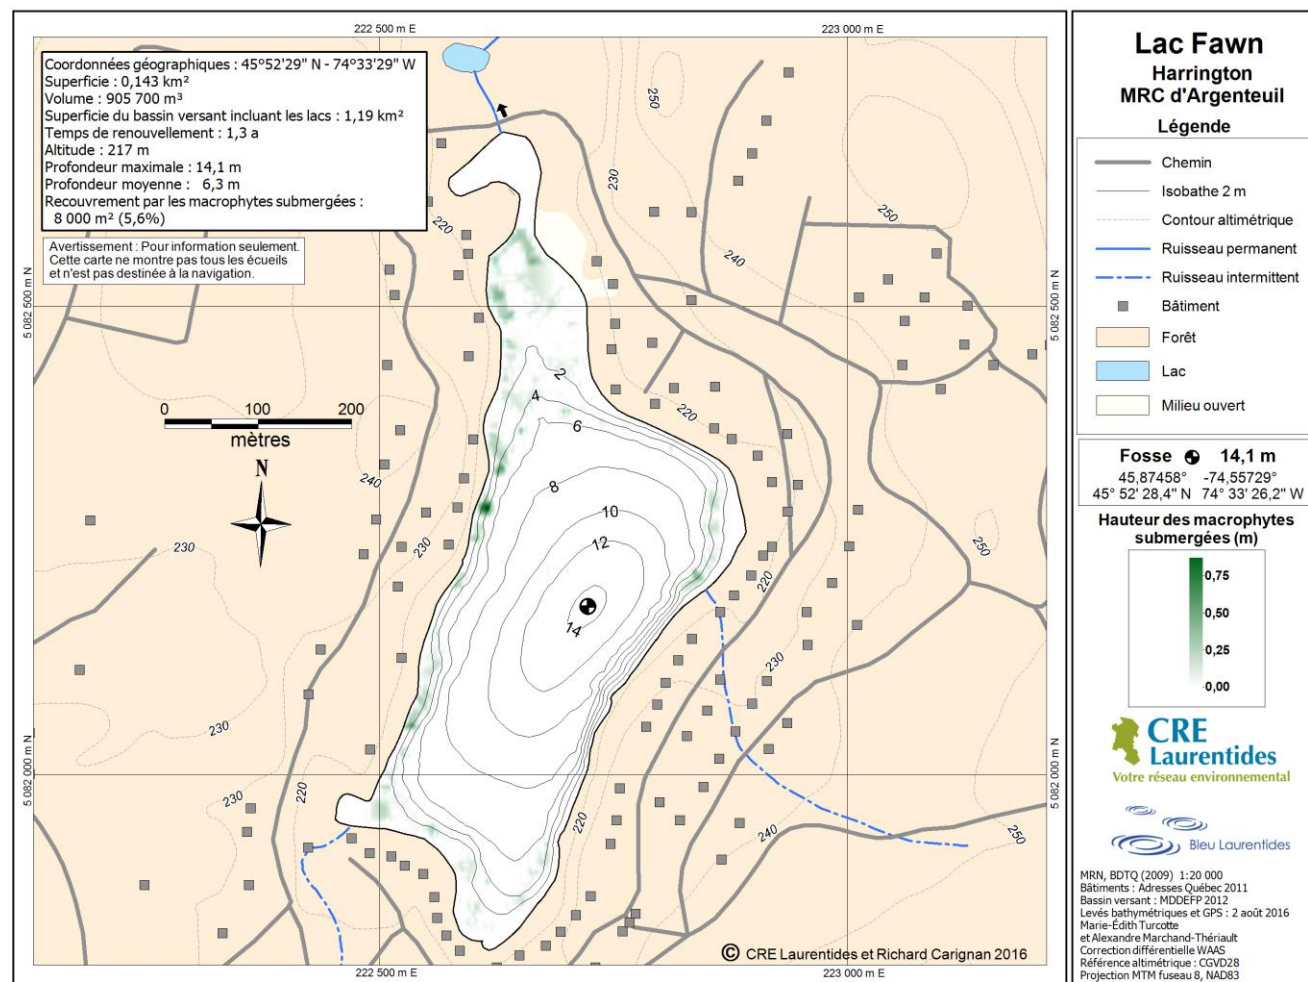 222 500 m E
223 000 m E
Coordonnées géographiques : 45°52'29" N - 74°33'29" W
Superficie : 0,143 km²
Volume : 905 700 m³
Superficie du bassin versant incluant les lacs : 1,19 km²
Temps de renouvellement : 1,3 a
Altitude : 217 m
Profondeur maximale : 14,1 m
Profondeur moyenne : 6,3 m
Recouvrement par les macrophytes submergées :
8 000 m² (5,6%)
Avertissement : Pour information seulement.
Cette carte ne montre pas tous les écueils
et n'est pas destinée à la navigation.
250
230
250
220
240
5 082 500 m N
5 082 500 m N
2
4
6
220
0 100 200
mètres
N
240
8
10
12
14
230
230
220
250
230
230
230
220
220
240
250
5 082 000 m N
5 082 000 m N
© CRE Laurentides et Richard Carignan 2016
222 500 m E
223 000 m E
Lac Fawn
Harrington
MRC d'Argenteuil
Légende
Chemin
Isobathe 2 m
Contour altimétrique
Ruisseau permanent
Ruisseau intermittent
Bâtiment
Forêt
Lac
Milieu ouvert
Fosse 14,1 m
45,87458° -74,55729°
45° 52' 28,4" N 74° 33' 26,2" W
Hauteur des macrophytes
submergées (m)
0,75
0,50
0,25
0,00
CRE
Laurentides
Votre réseau environnemental
Bleu Laurentides
MRN, BDTQ (2009) 1:20 000
Bâtiments : Adresses Québec 2011
Bassin versant : MDDEFP 2012
Levés bathymétriques et GPS : 2 août 2016
Marie-Édith Turcotte
et Alexandre Marchand-Thériault
Correction différentielle WAAS
Référence altimétrique : CGVD28
Projection MTM fuseau 8, NAD83